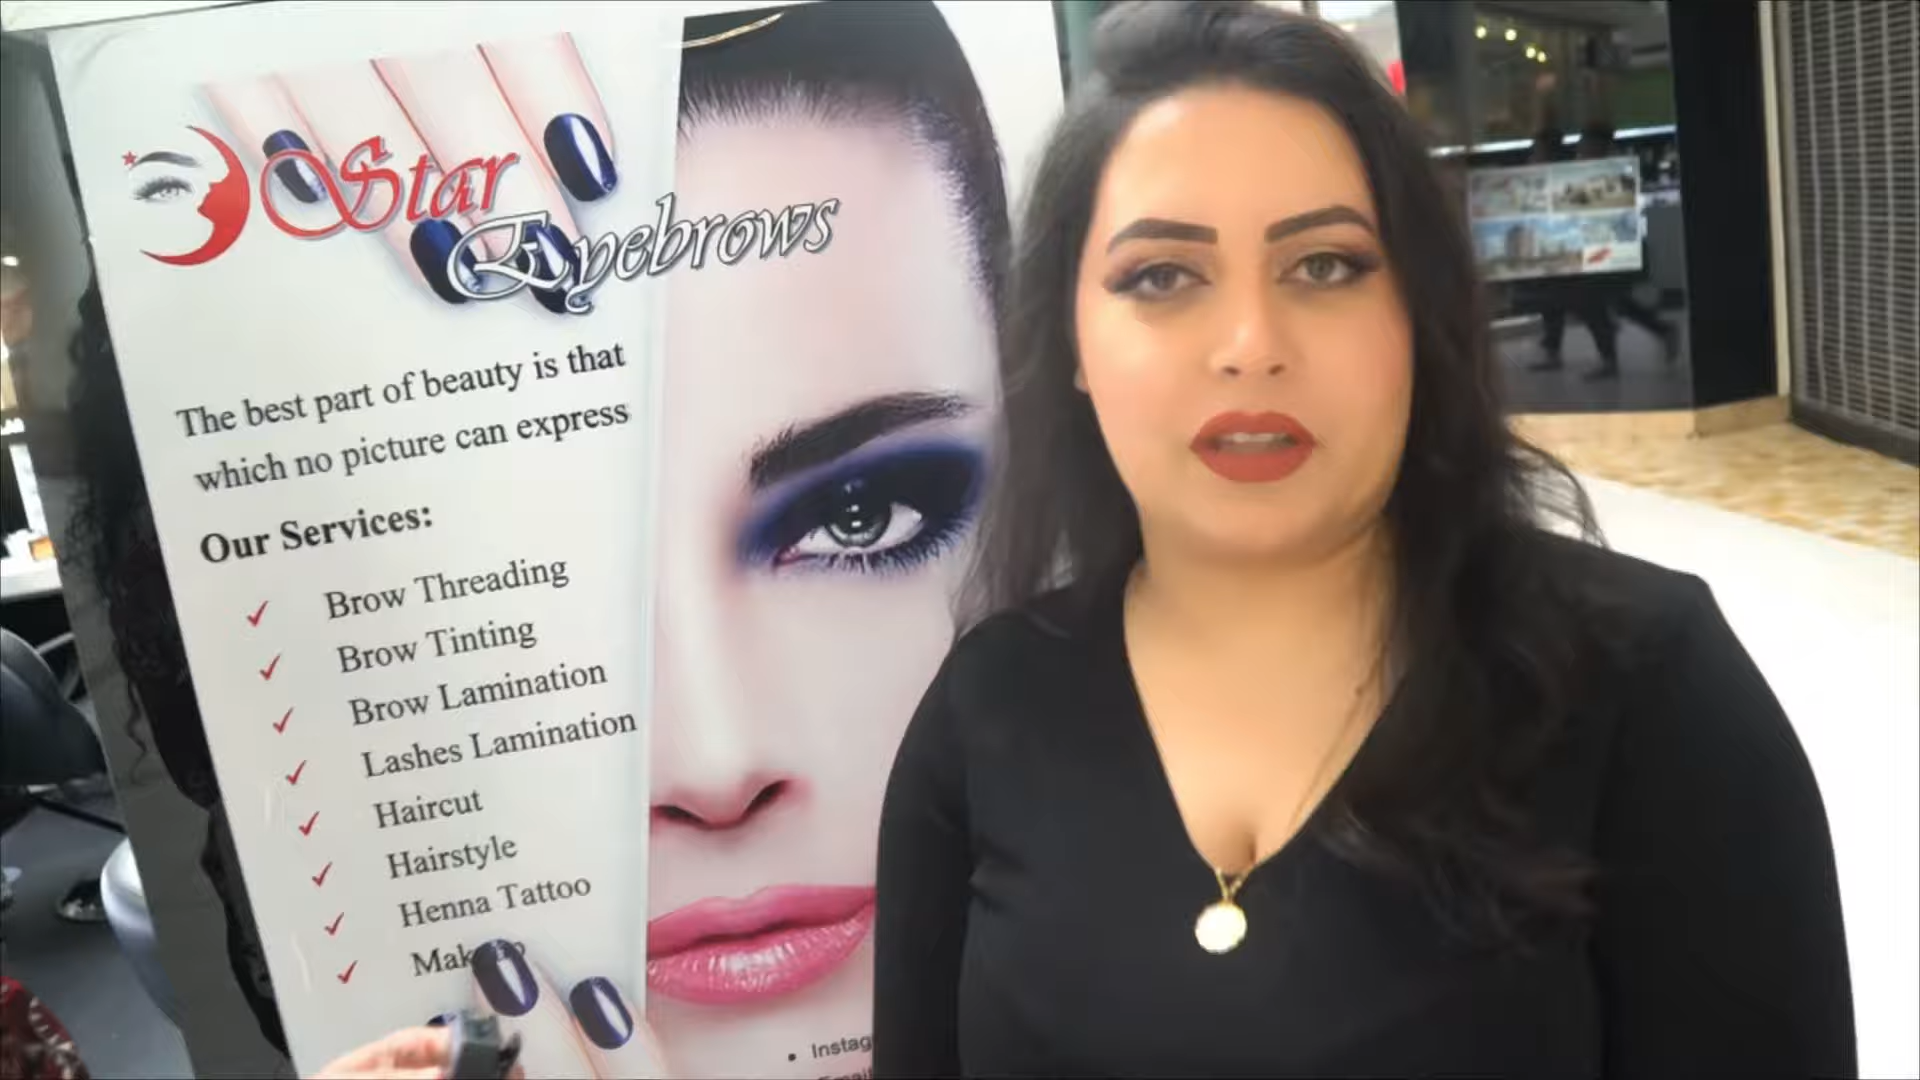 Star
Eyebrows
The best part of beauty is that
which no picture can express
Our Services:
Brow Threading
Brow Tinting
Brow Lamination
Lashes Lamination
Haircut
Hairstyle
Henna Tattoo